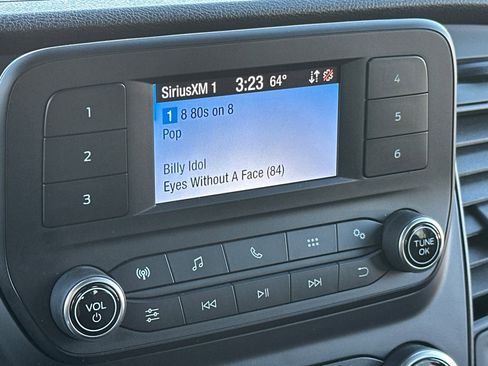 SiriusXM 1 3:23 64°
1 8 80s on 8
Pop
Billy Idol
Eyes Without A Face (84)
1
2
3
4
5
6
VOL
TUNE
OK